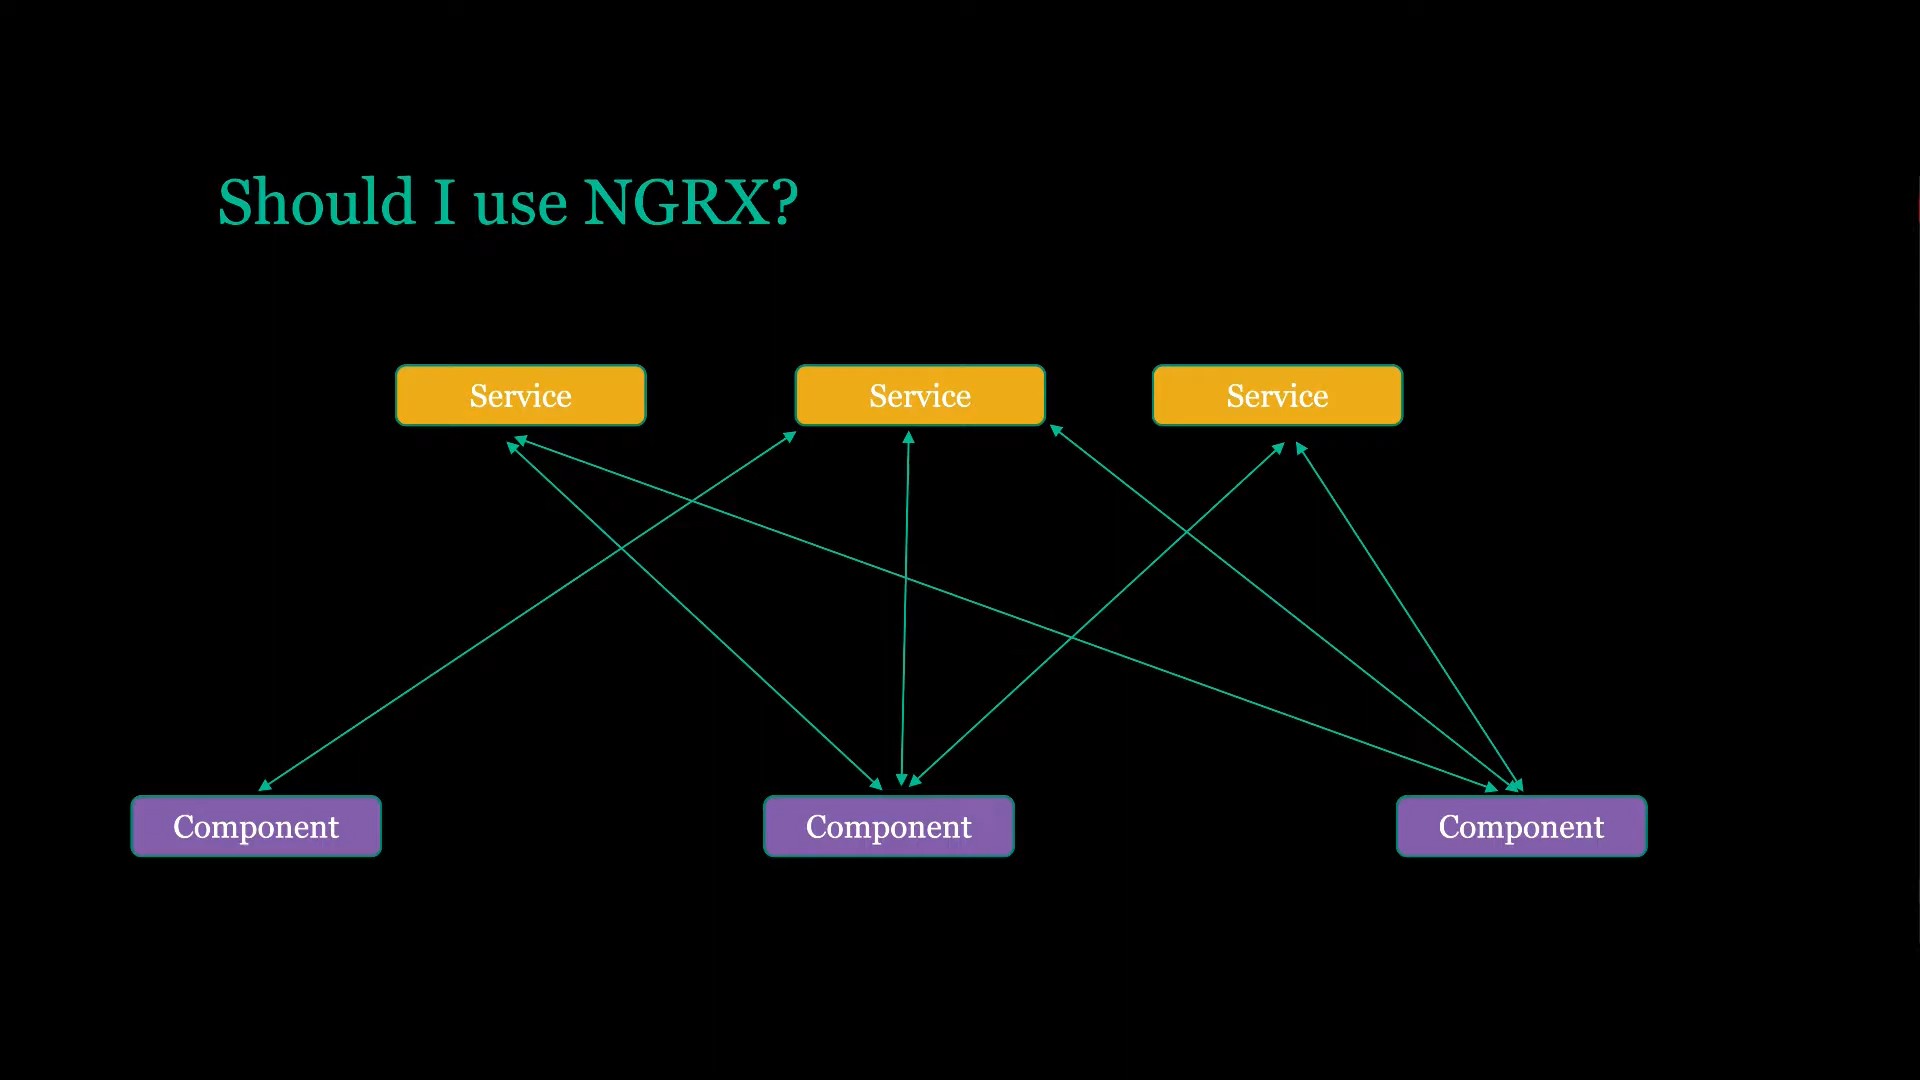 Should I use NGRX?
Service
Service
Service
Component
Component
Component